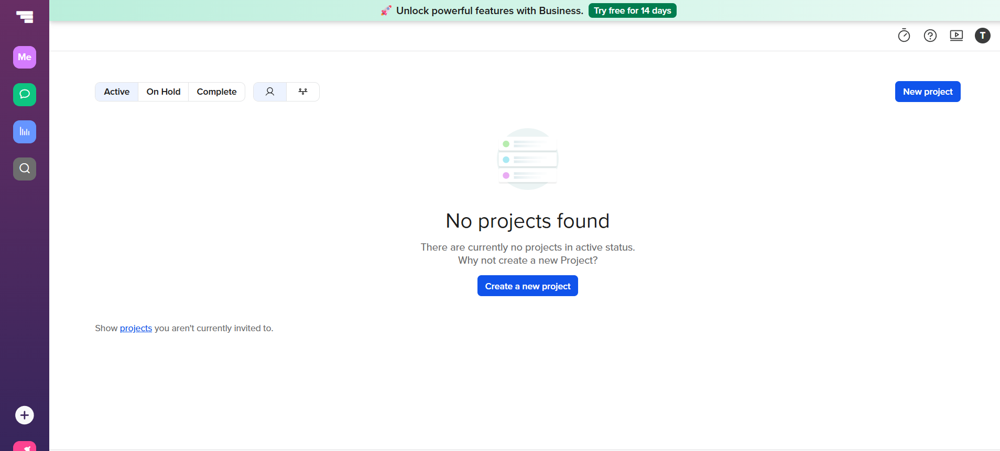 🚀 Unlock powerful features with Business. Try free for 14 days
T
Me
Active On Hold Complete
New project
No projects found
There are currently no projects in active status.
Why not create a new Project?
Create a new project
Show projects you aren't currently invited to.